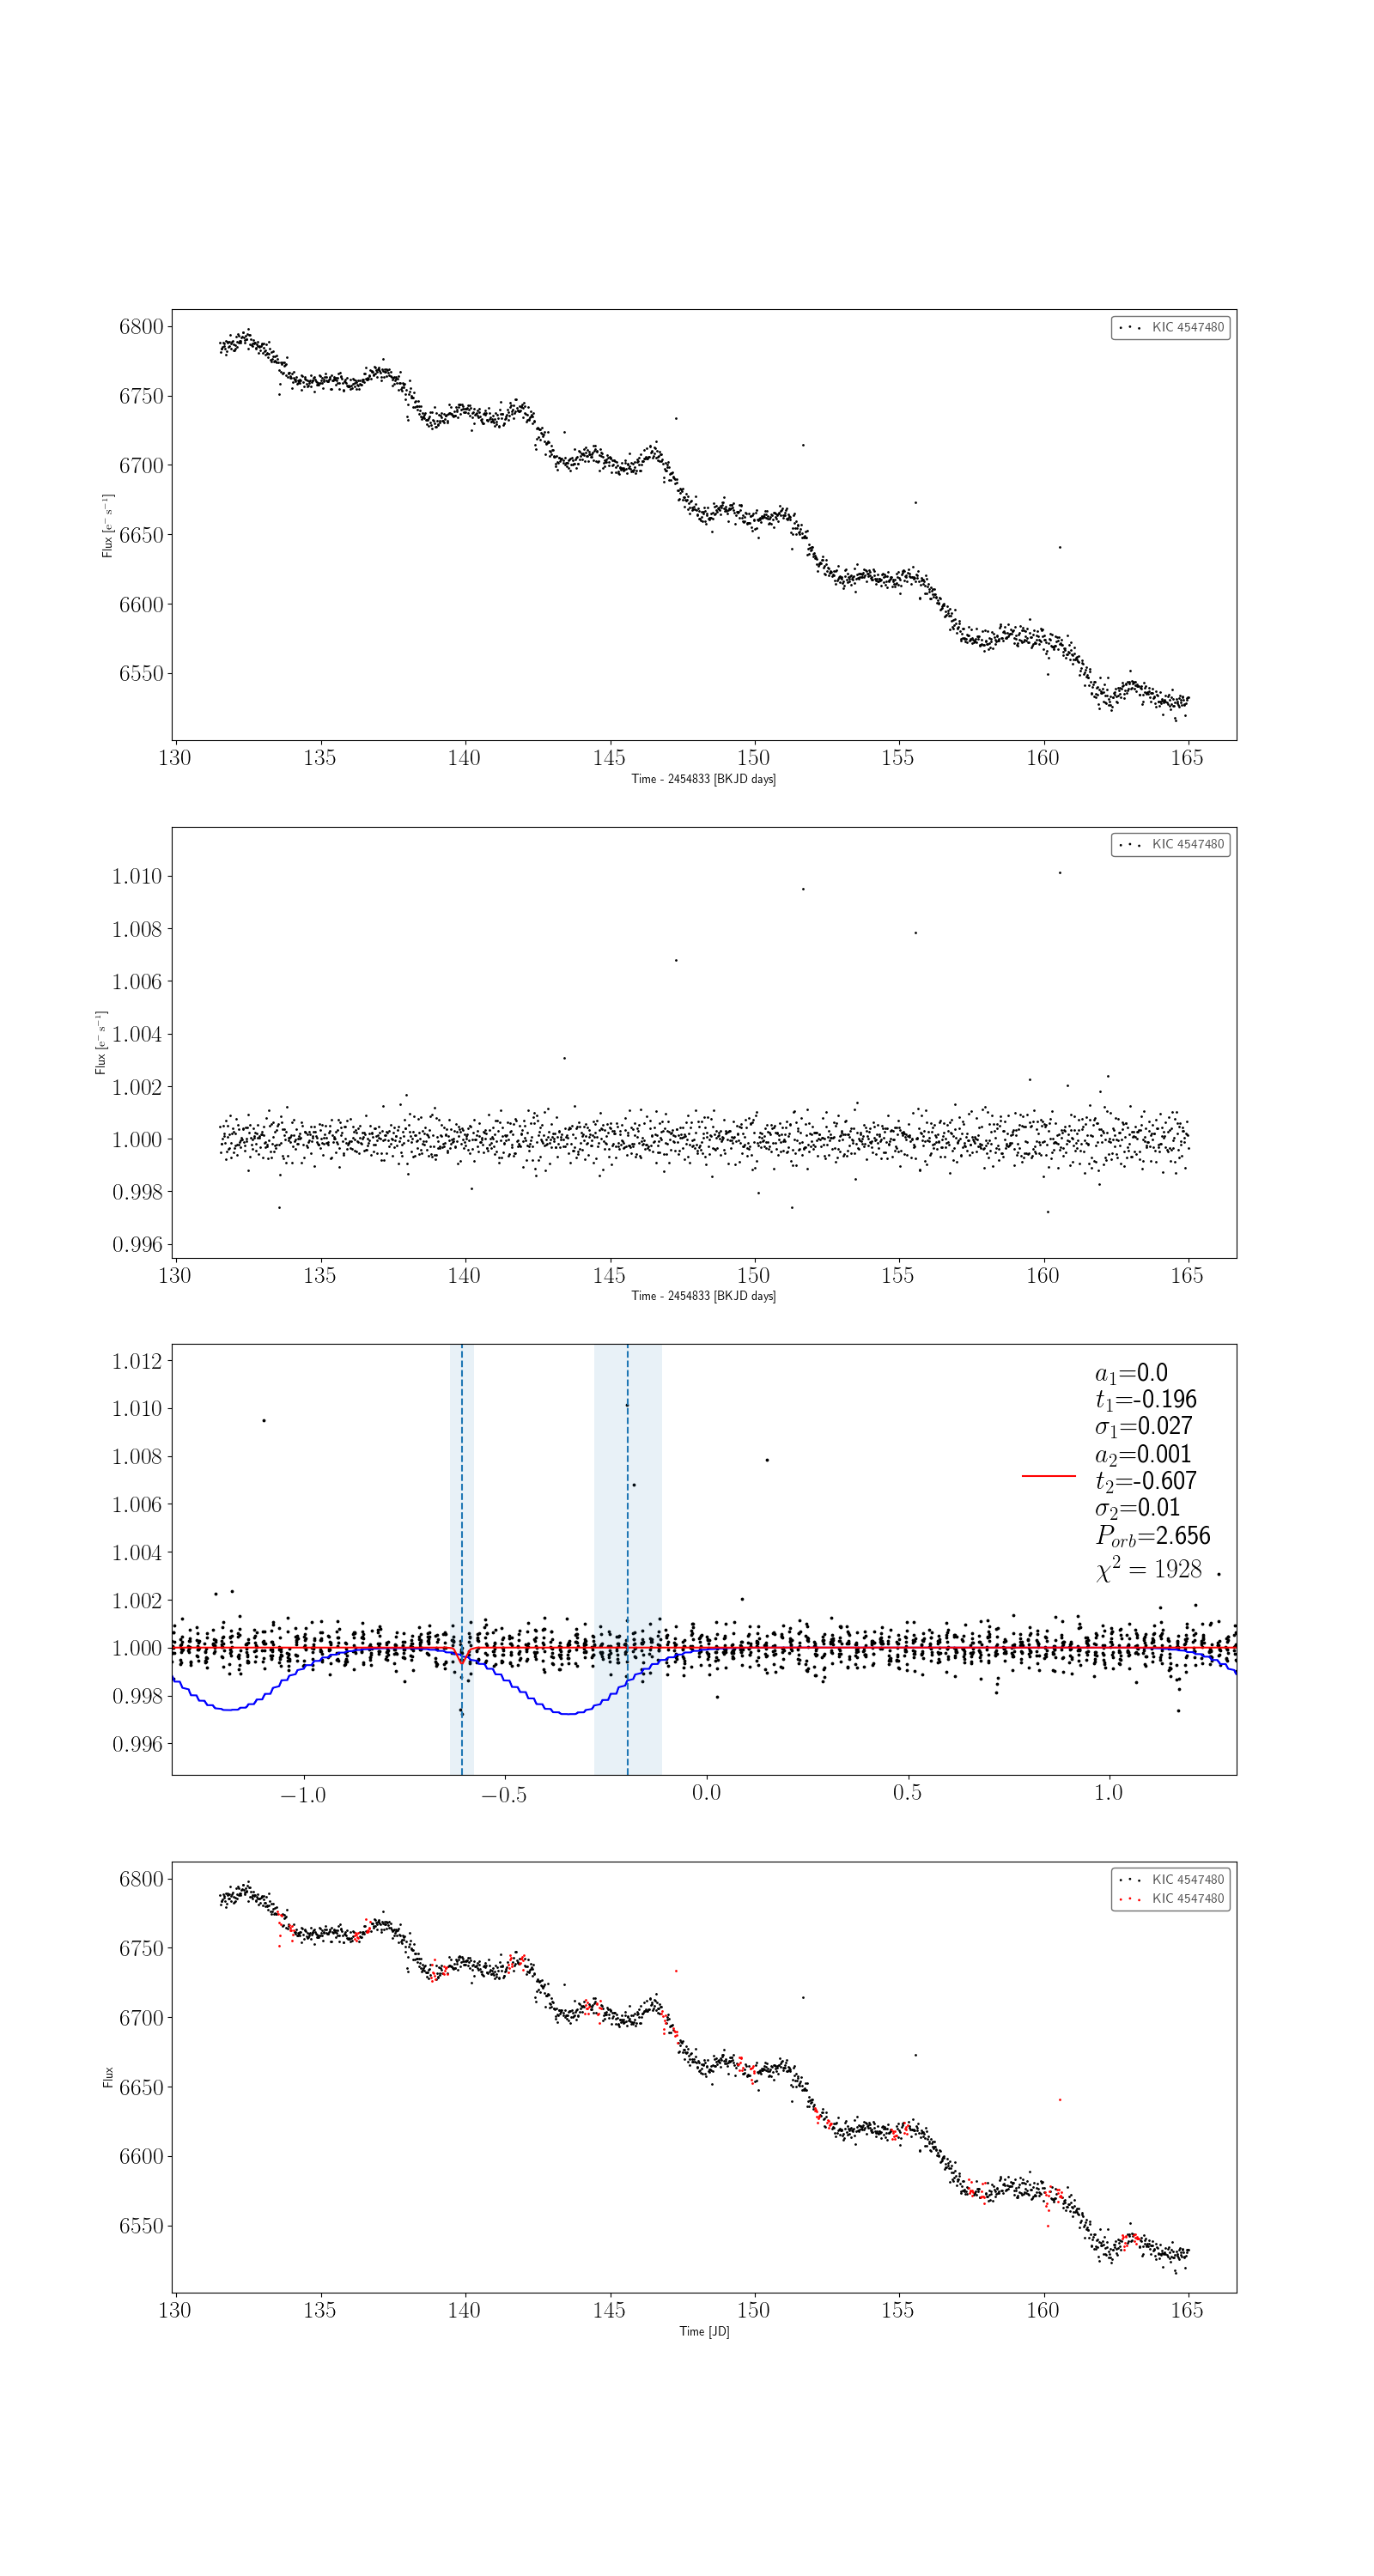 KIC 4547480
6800
6750
6700
6650
6600
6550
Flux [e⁻ s⁻¹]
130 135 140 145 150 155 160 165
Time - 2454833 [BKJD days]
KIC 4547480
1.010
1.008
1.006
1.004
1.002
1.000
0.998
0.996
Flux [e⁻ s⁻¹]
130 135 140 145 150 155 160 165
Time - 2454833 [BKJD days]
1.012
1.010
1.008
1.006
1.004
1.002
1.000
0.998
0.996
a₁=0.0
t₁=-0.196
σ₁=0.027
a₂=0.001
t₂=-0.607
σ₂=0.01
Pₒᵣb=2.656
χ² = 1928
−1.0 −0.5 0.0 0.5 1.0
KIC 4547480
KIC 4547480
6800
6750
6700
6650
6600
6550
Flux
130 135 140 145 150 155 160 165
Time [JD]